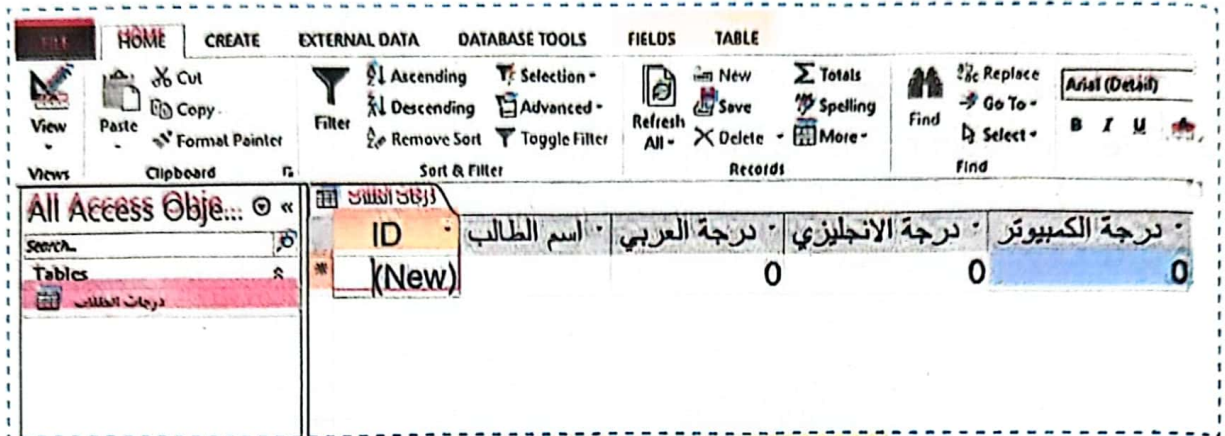 FILE HOME CREATE EXTERNAL DATA DATABASE TOOLS FIELDS TABLE
View
Views
Paste
Cut
Copy
Format Painter
Clipboard
Filter
Ascending
Descending
Remove Sort
Selection
Advanced
Toggle Filter
Sort & Filter
Refresh All
New
Save
Delete
Totals
Spelling
More
Records
Find
Replace
Go To
Select
Find
Arial (Detail)
B I U A
All Access Obje...
Search...
Tables
درجات الطلاب
ID اسم الطالب درجة العربي درجة الانجليزي درجة الكمبيوتر
* (New) 0 0 0